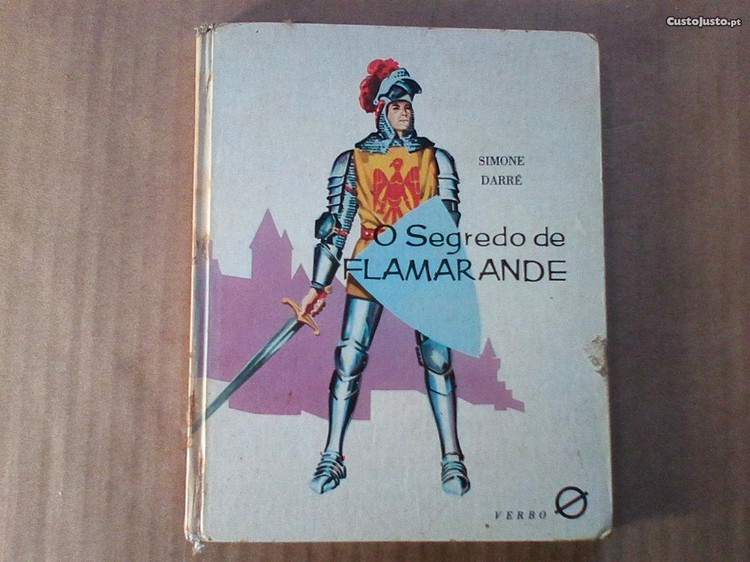 CustoJusto.pt
SIMONE
DARRÉ
O Segredo de
FLAMARANDE
VERBO